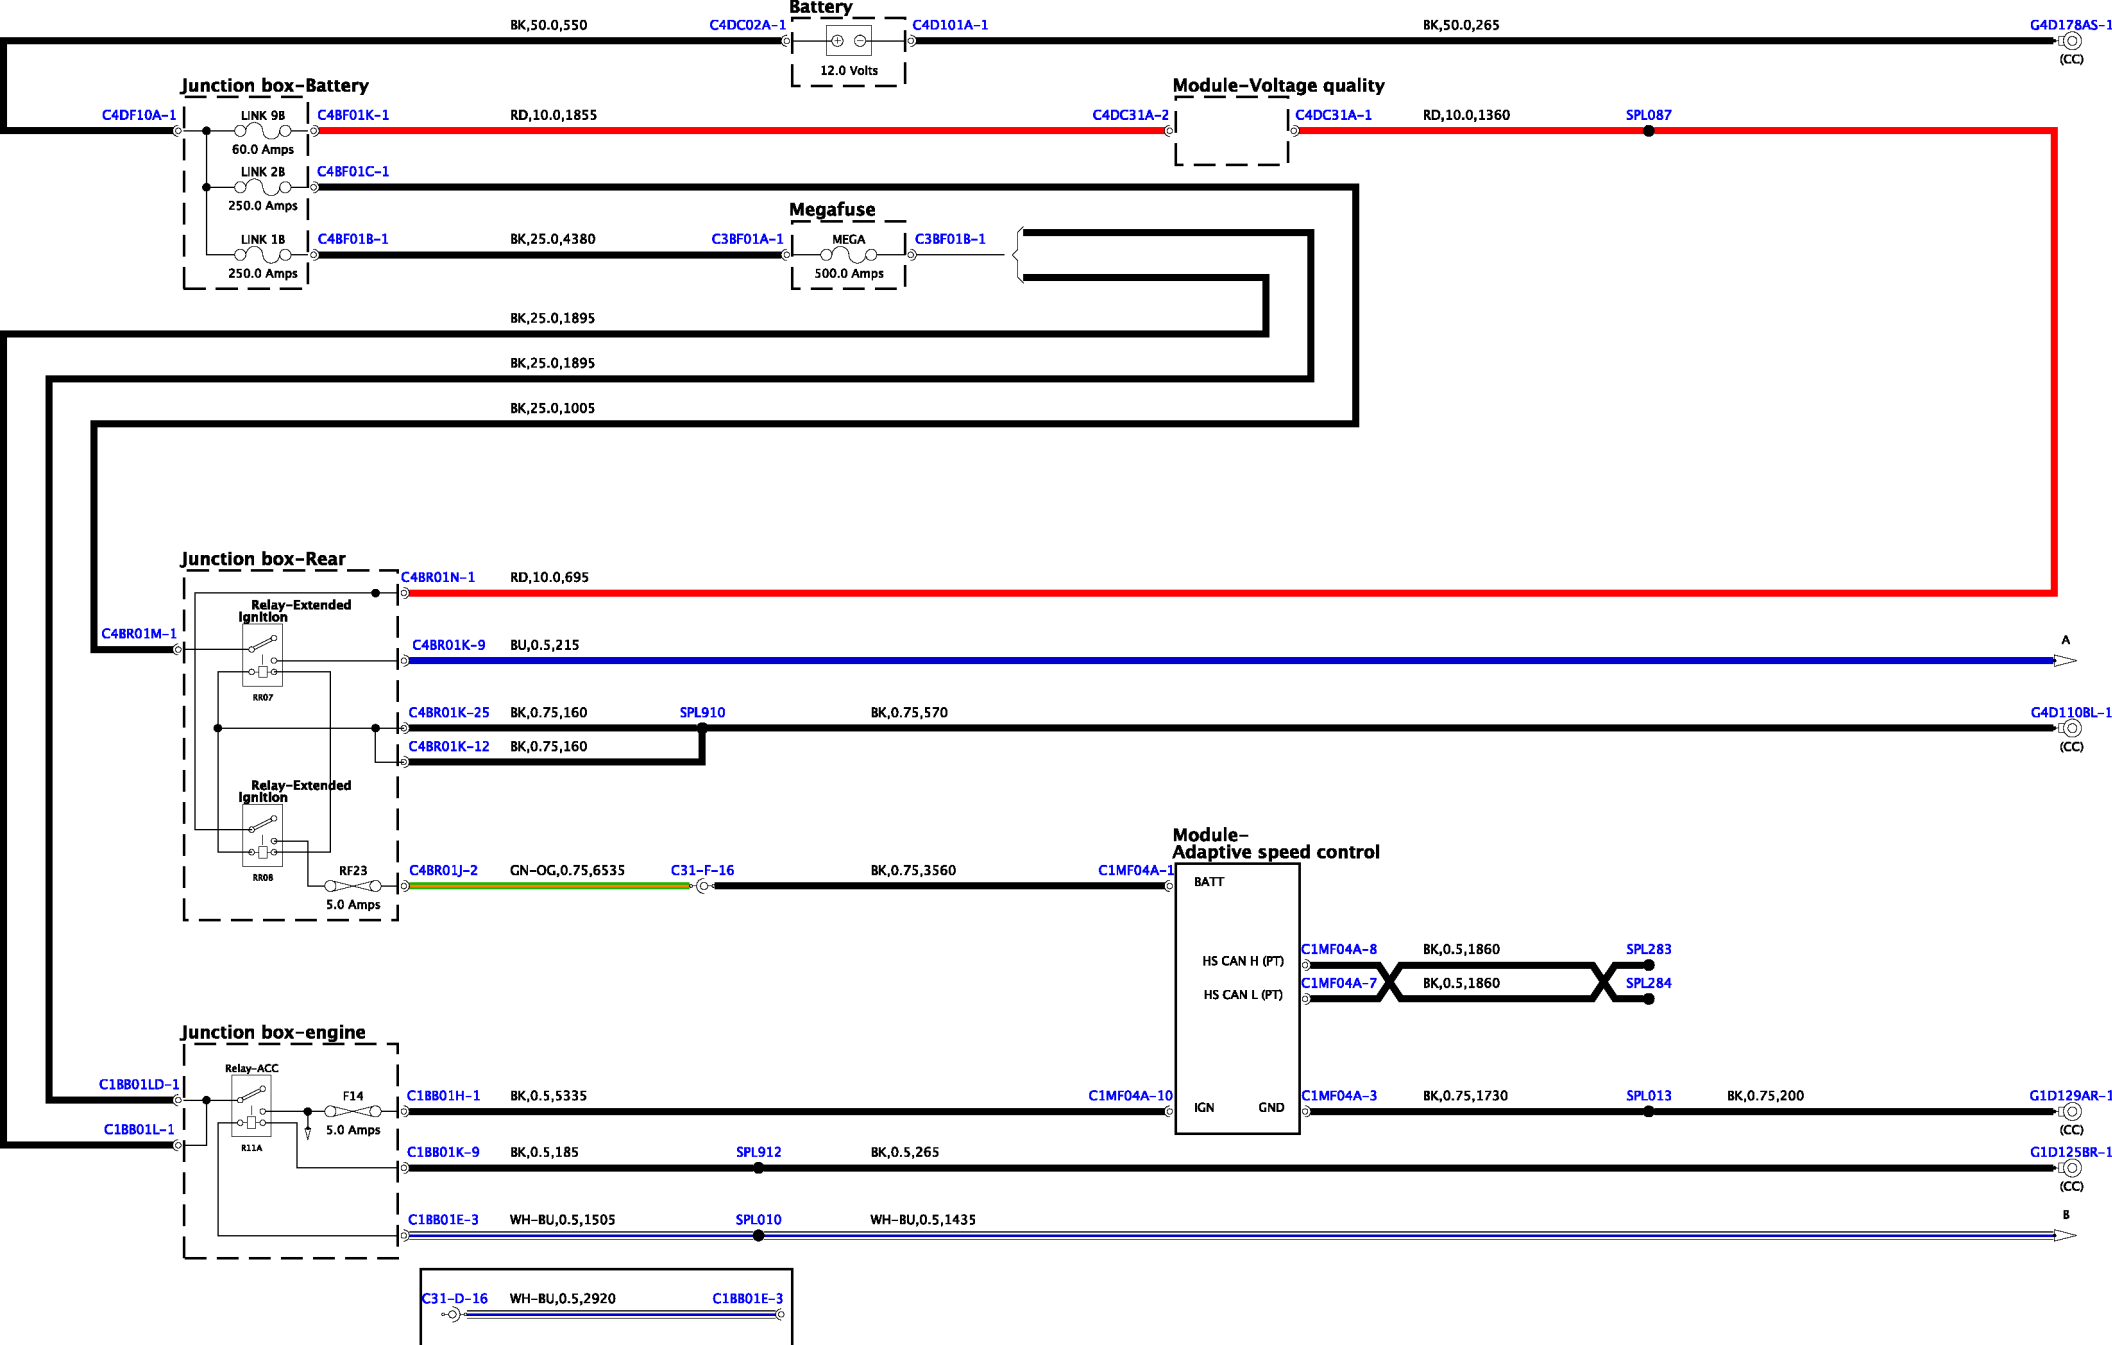 Battery
BK,50.0,550
C4DC02A-1
C4D101A-1
BK,50.0,265
G4D178AS-1
(CC)
12.0 Volts
Junction box-Battery
Module-Voltage quality
C4DF10A-1
LINK 9B
C4BF01K-1
RD,10.0,1855
C4DC31A-2
C4DC31A-1
RD,10.0,1360
SPL087
60.0 Amps
LINK 2B
C4BF01C-1
250.0 Amps
Megafuse
LINK 1B
C4BF01B-1
BK,25.0,4380
C3BF01A-1
MEGA
C3BF01B-1
250.0 Amps
500.0 Amps
BK,25.0,1895
BK,25.0,1895
BK,25.0,1005
Junction box-Rear
C4BR01N-1
RD,10.0,695
Relay-Extended
Ignition
C4BR01M-1
C4BR01K-9
BU,0.5,215
A
RR07
C4BR01K-25
BK,0.75,160
SPL910
BK,0.75,570
G4D110BL-1
(CC)
C4BR01K-12
BK,0.75,160
Relay-Extended
Ignition
RR08
RF23
C4BR01J-2
GN-OG,0.75,6535
C31-F-16
BK,0.75,3560
C1MF04A-1
5.0 Amps
Module-
Adaptive speed control
BATT
HS CAN H (PT)
C1MF04A-8
BK,0.5,1860
SPL283
HS CAN L (PT)
C1MF04A-7
BK,0.5,1860
SPL284
Junction box-engine
Relay-ACC
C1BB01LD-1
F14
C1BB01H-1
BK,0.5,5335
C1MF04A-10
IGN
GND
C1MF04A-3
BK,0.75,1730
SPL013
BK,0.75,200
G1D129AR-1
(CC)
5.0 Amps
C1BB01L-1
R11A
C1BB01K-9
BK,0.5,185
SPL912
BK,0.5,265
G1D125BR-1
(CC)
C1BB01E-3
WH-BU,0.5,1505
SPL010
WH-BU,0.5,1435
B
C31-D-16
WH-BU,0.5,2920
C1BB01E-3